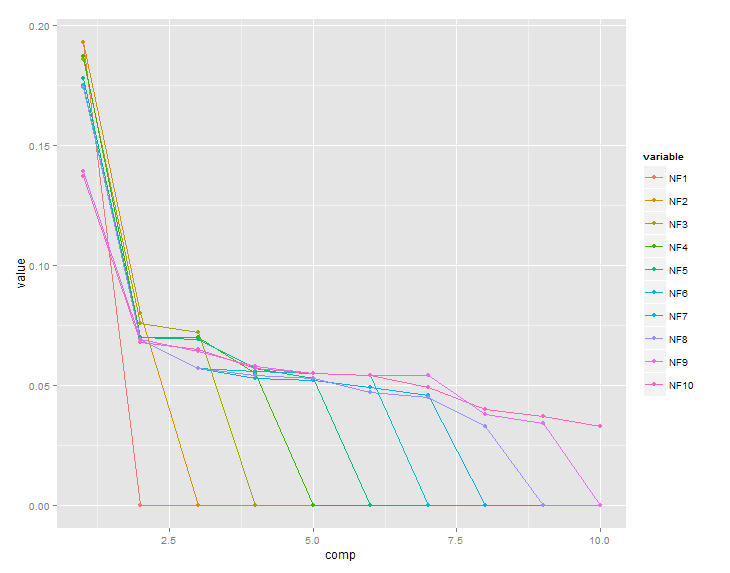 0.20
0.15
0.10
0.05
0.00
value
2.5
5.0
7.5
10.0
comp
variable
NF1
NF2
NF3
NF4
NF5
NF6
NF7
NF8
NF9
NF10